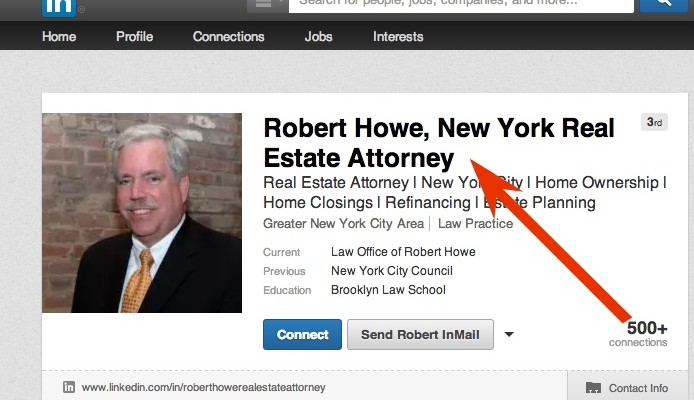 in®
Search for people, jobs, companies, and more...
Home Profile Connections Jobs Interests
Robert Howe, New York Real
Estate Attorney
3rd
Real Estate Attorney | New York City | Home Ownership |
Home Closings | Refinancing | Estate Planning
Greater New York City Area | Law Practice
Current Law Office of Robert Howe
Previous New York City Council
Education Brooklyn Law School
Connect Send Robert InMail
500+
connections
in www.linkedin.com/in/roberthowerealestateattorney
Contact Info